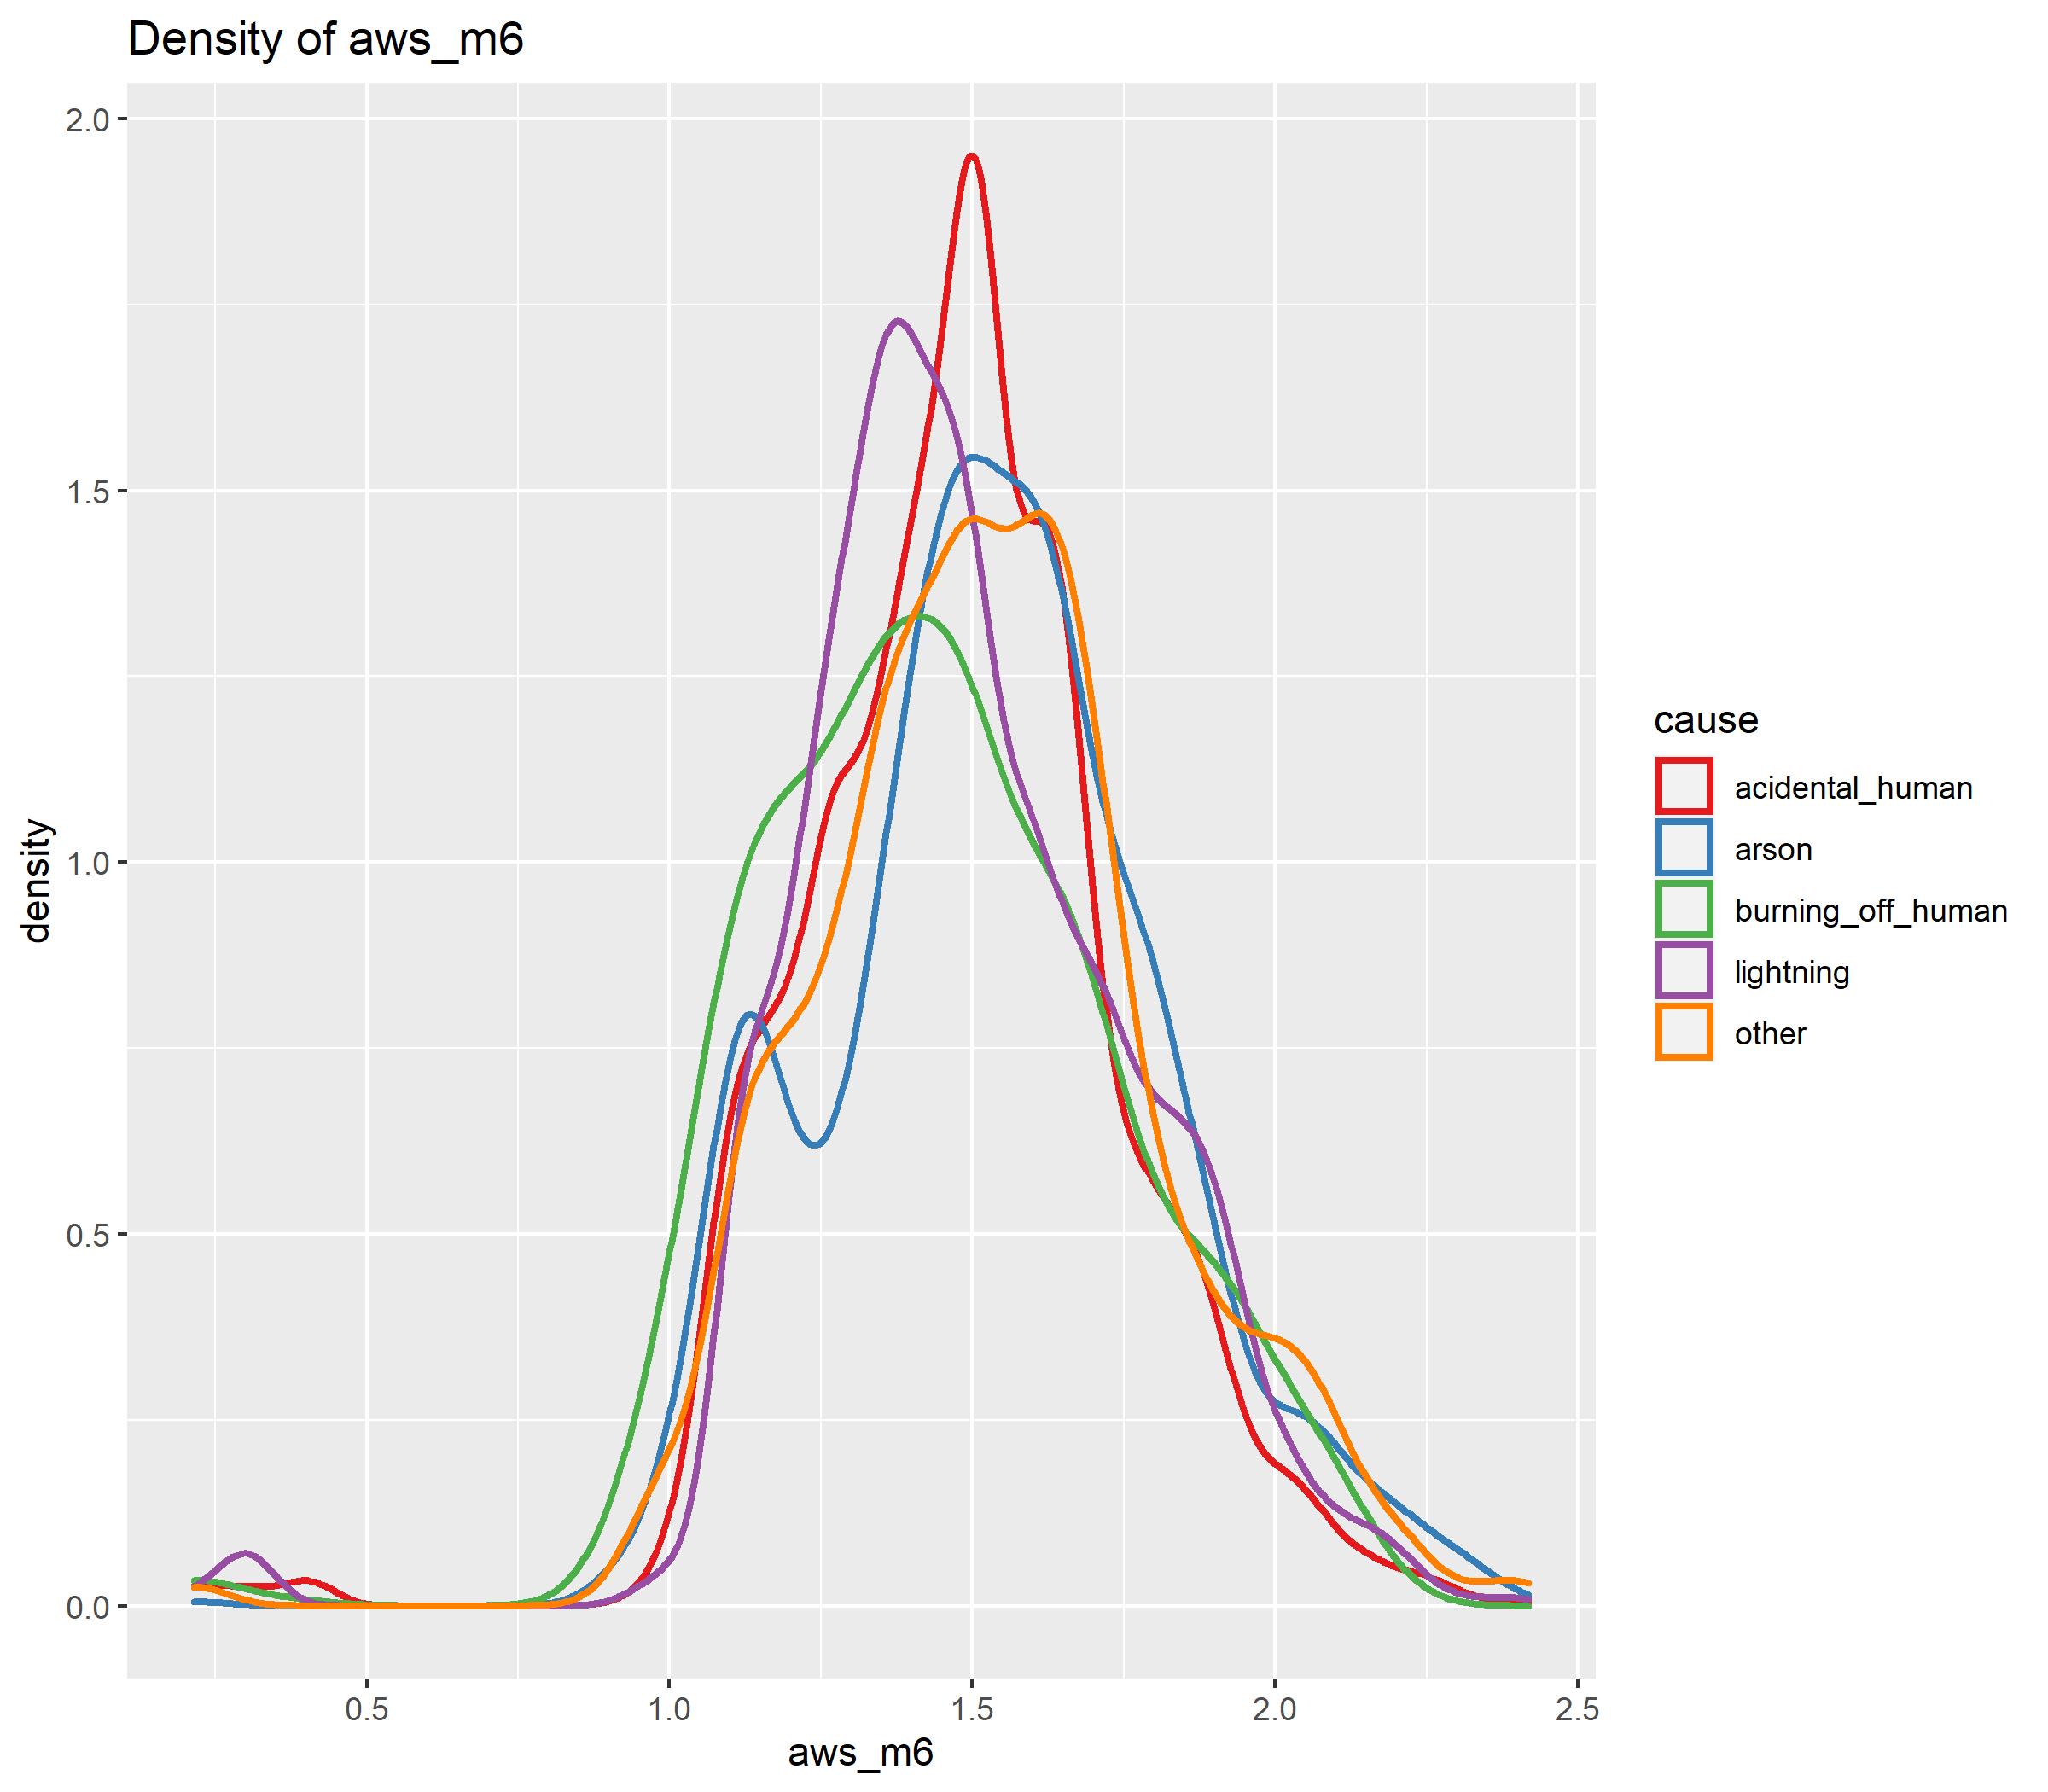 Density of aws_m6
2.0
1.5
1.0
0.5
0.0
density
0.5
1.0
1.5
2.0
2.5
aws_m6
cause
acidental_human
arson
burning_off_human
lightning
other